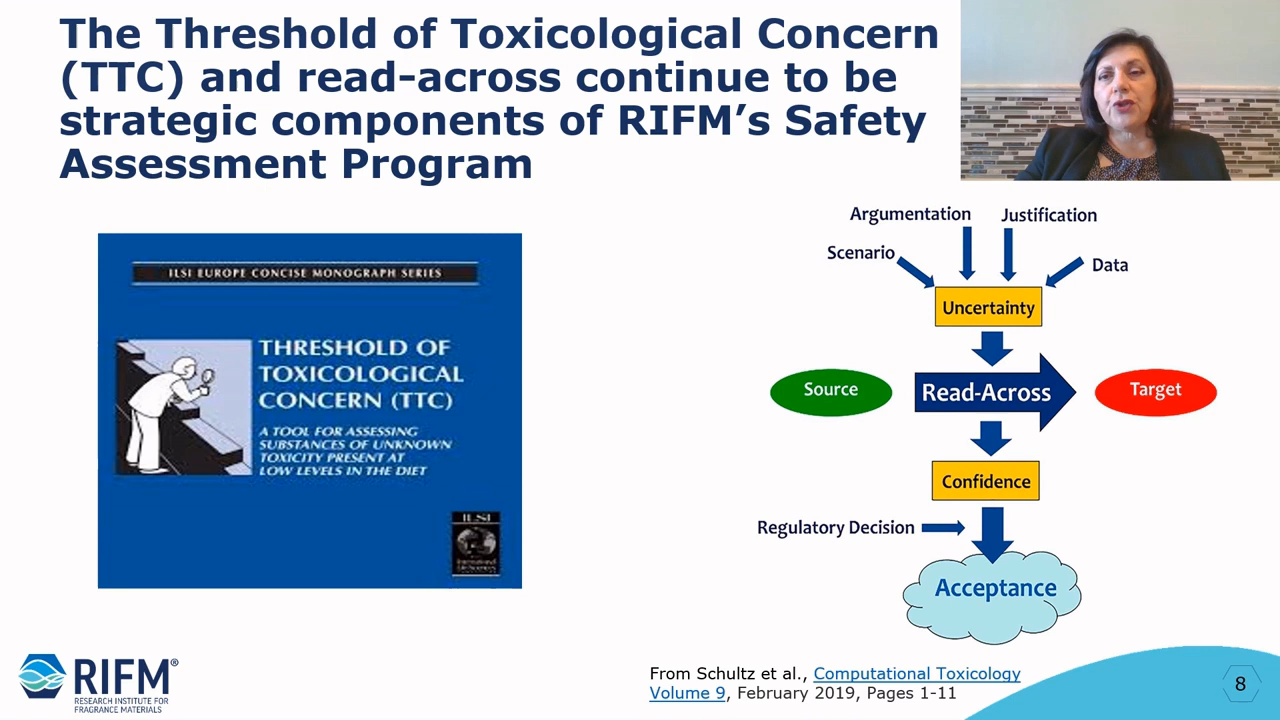 The Threshold of Toxicological Concern
(TTC) and read-across continue to be
strategic components of RIFM’s Safety
Assessment Program
ILSI EUROPE CONCISE MONOGRAPH SERIES
THRESHOLD OF
TOXICOLOGICAL
CONCERN (TTC)
A TOOL FOR ASSESSING
SUBSTANCES OF UNKNOWN
TOXICITY PRESENT AT
LOW LEVELS IN THE DIET
ILSI
International
Argumentation
Justification
Scenario
Data
Uncertainty
Source
Read-Across
Target
Confidence
Regulatory Decision
Acceptance
RIFM®
RESEARCH INSTITUTE FOR
FRAGRANCE MATERIALS
From Schultz et al., Computational Toxicology
Volume 9, February 2019, Pages 1-11
8